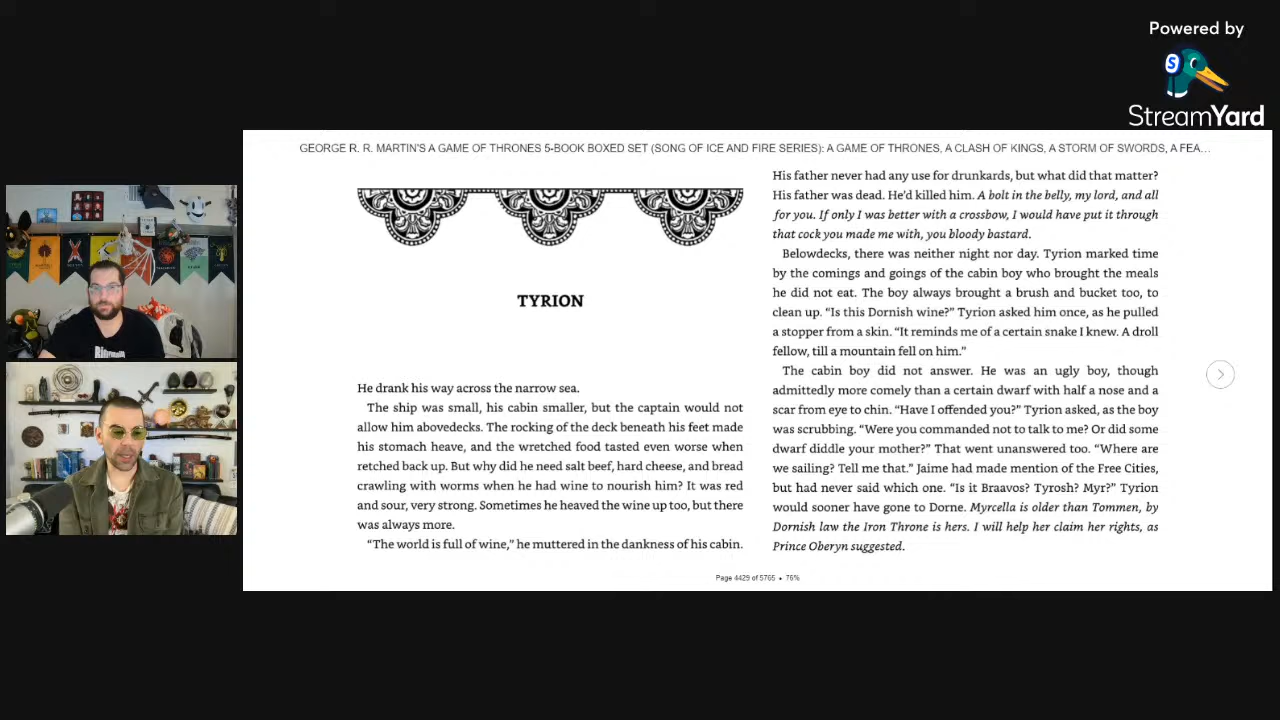 Powered by
S
StreamYard
GEORGE R. R. MARTIN'S A GAME OF THRONES 5-BOOK BOXED SET (SONG OF ICE AND FIRE SERIES): A GAME OF THRONES, A CLASH OF KINGS, A STORM OF SWORDS, A FEA...
TYRION
He drank his way across the narrow sea.
The ship was small, his cabin smaller, but the captain would not
allow him abovedecks. The rocking of the deck beneath his feet made
his stomach heave, and the wretched food tasted even worse when
retched back up. But why did he need salt beef, hard cheese, and bread
crawling with worms when he had wine to nourish him? It was red
and sour, very strong. Sometimes he heaved the wine up too, but there
was always more.
“The world is full of wine,” he muttered in the dankness of his cabin.
His father never had any use for drunkards, but what did that matter?
His father was dead. He’d killed him. A bolt in the belly, my lord, and all
for you. If only I was better with a crossbow, I would have put it through
that cock you made me with, you bloody bastard.
Belowdecks, there was neither night nor day. Tyrion marked time
by the comings and goings of the cabin boy who brought the meals
he did not eat. The boy always brought a brush and bucket too, to
clean up. “Is this Dornish wine?” Tyrion asked him once, as he pulled
a stopper from a skin. “It reminds me of a certain snake I knew. A droll
fellow, till a mountain fell on him.”
The cabin boy did not answer. He was an ugly boy, though
admittedly more comely than a certain dwarf with half a nose and a
scar from eye to chin. “Have I offended you?” Tyrion asked, as the boy
was scrubbing. “Were you commanded not to talk to me? Or did some
dwarf diddle your mother?” That went unanswered too. “Where are
we sailing? Tell me that.” Jaime had made mention of the Free Cities,
but had never said which one. “Is it Braavos? Tyrosh? Myr?” Tyrion
would sooner have gone to Dorne. Myrcella is older than Tommen, by
Dornish law the Iron Throne is hers. I will help her claim her rights, as
Prince Oberyn suggested.
Page 4429 of 5765 • 76%